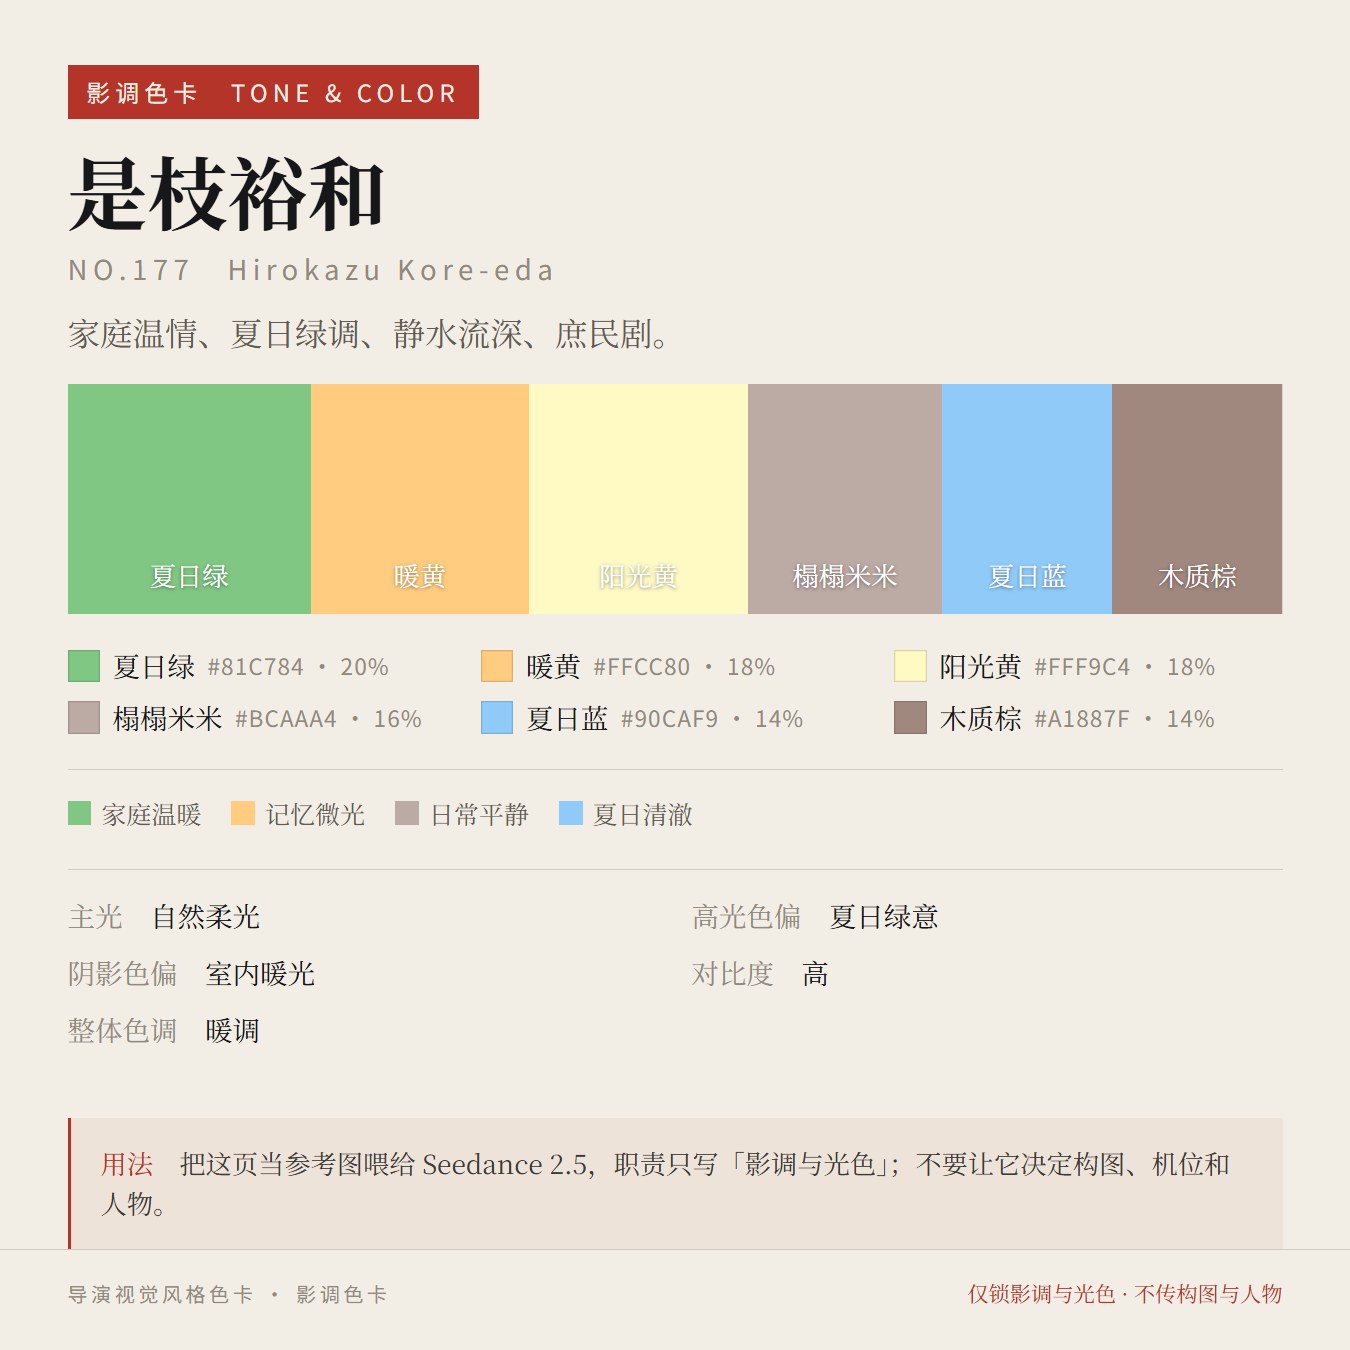 影调色卡 TONE & COLOR
是枝裕和
NO.177 Hirokazu Kore-eda
家庭温情、夏日绿调、静水流深、庶民剧。
夏日绿 暖黄 阳光黄 榻榻米米 夏日蓝 木质棕
夏日绿 #81C784 • 20% 暖黄 #FFCC80 • 18% 阳光黄 #FFF9C4 • 18%
榻榻米米 #BCAAA4 • 16% 夏日蓝 #90CAF9 • 14% 木质棕 #A1887F • 14%
家庭温暖 记忆微光 日常平静 夏日清澈
主光 自然柔光 高光色偏 夏日绿意
阴影色偏 室内暖光 对比度 高
整体色调 暖调
用法 把这页当参考图喂给 Seedance 2.5，职责只写「影调与光色」；不要让它决定构图、机位和
人物。
导演视觉风格色卡 • 影调色卡 仅锁影调与光色 · 不传构图与人物